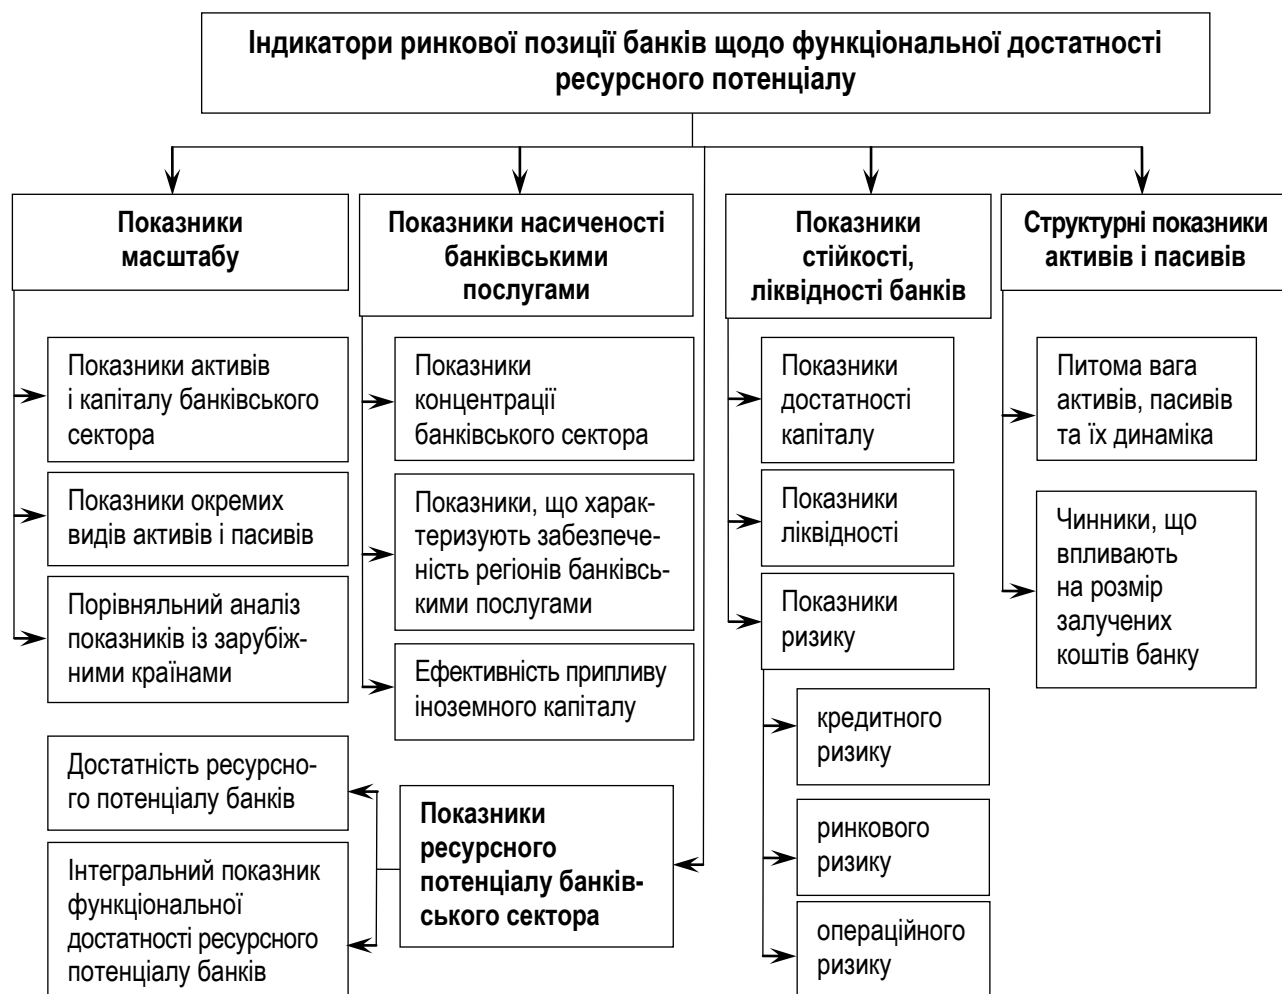 Індикатори ринкової позиції банків щодо функціональної достатності
ресурсного потенціалу
Показники
масштабу
Показники активів
і капіталу банківського
сектора
Показники окремих
видів активів і пасивів
Порівняльний аналіз
показників із зарубіж-
ними країнами
Показники насиченості
банківськими
послугами
Показники
концентрації
банківського сектора
Показники, що харак-
теризують забезпече-
ність регіонів банківсь-
кими послугами
Ефективність припливу
іноземного капіталу
Показники
стійкості,
ліквідності банків
Показники
достатності
капіталу
Показники
ліквідності
Показники
ризику
кредитного
ризику
ринкового
ризику
операційного
ризику
Структурні показники
активів і пасивів
Питома вага
активів, пасивів
та їх динаміка
Чинники, що
впливають
на розмір
залучених
коштів банку
Показники
ресурсного
потенціалу банків-
ського сектора
Достатність ресурсно-
го потенціалу банків
Інтегральний показник
функціональної
достатності ресурсного
потенціалу банків